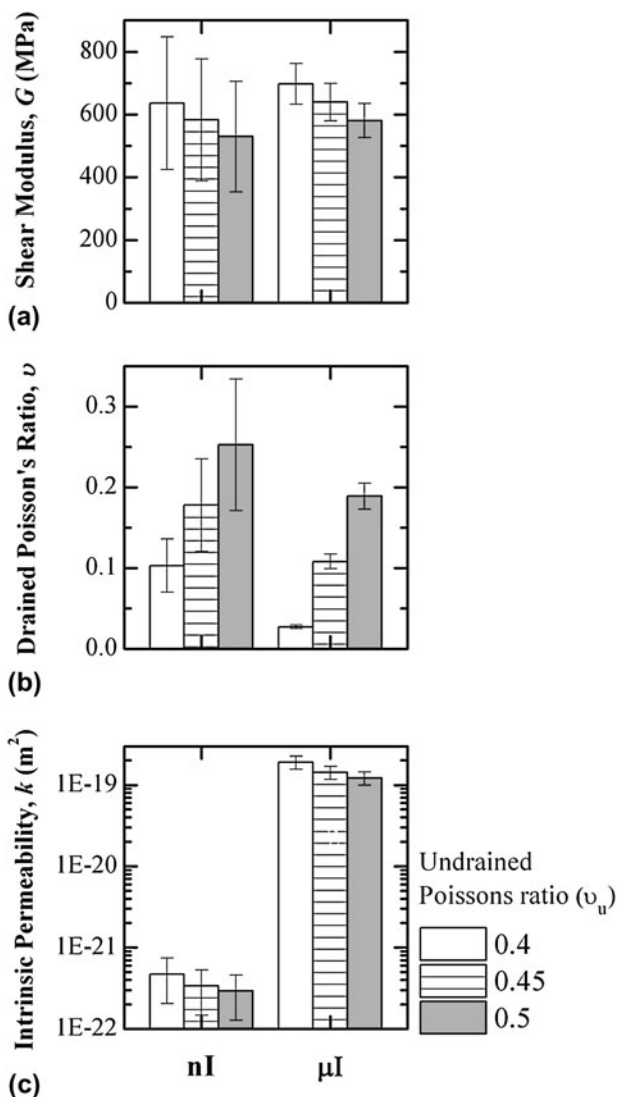 Shear Modulus, G (MPa)
800
600
400
200
0
(a)
Drained Poisson's Ratio, υ
0.3
0.2
0.1
0.0
(b)
Intrinsic Permeability, k (m²)
1E-19
1E-20
1E-21
1E-22
nI μI
(c)
Undrained
Poissons ratio (υu)
0.4
0.45
0.5